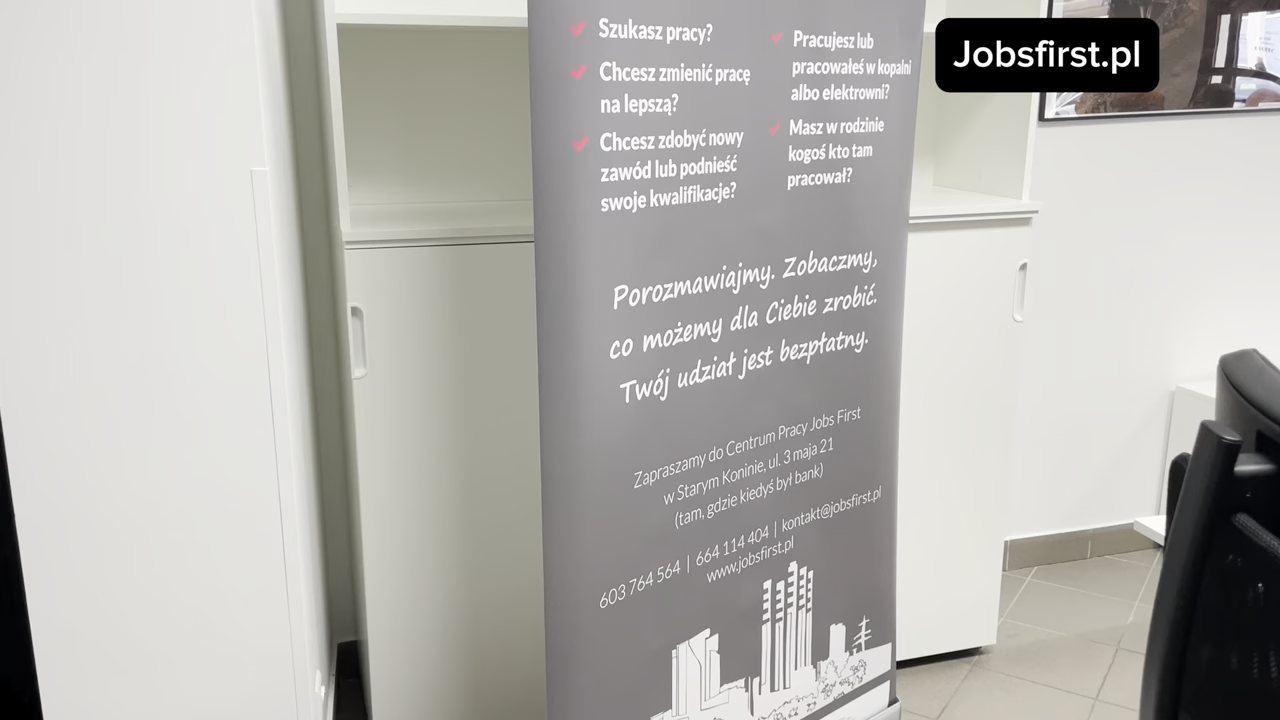 Jobsfirst.pl
Szukasz pracy?
Chcesz zmienić pracę
na lepszą?
Chcesz zdobyć nowy
zawód lub podnieść
swoje kwalifikacje?
Pracujesz lub
pracowałeś w kopalni
albo elektrowni?
Masz w rodzinie
kogoś kto tam
pracował?
Porozmawiajmy. Zobaczmy,
co możemy dla Ciebie zrobić.
Twój udział jest bezpłatny.
Zapraszamy do Centrum Pracy Jobs First
w Starym Koninie, ul. 3 maja 21
(tam, gdzie kiedyś był bank)
603 764 564 | 664 114 404 | kontakt@jobsfirst.pl
www.jobsfirst.pl